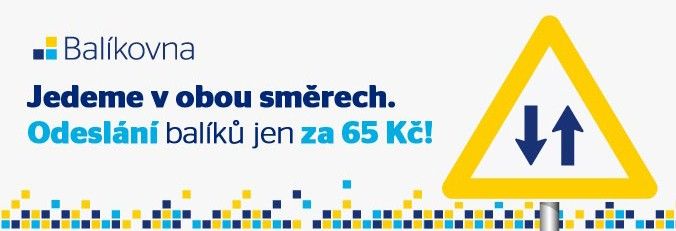 Balíkovna
Jedeme v obou směrech.
Odeslání balíků jen za 65 Kč!